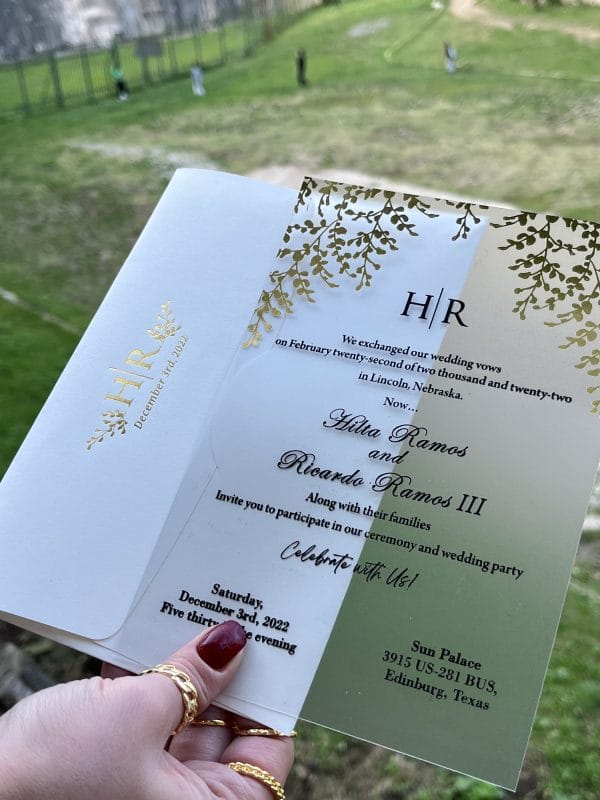 H|R
December 3rd, 2022
H|R
We exchanged our wedding vows
on February twenty-second of two thousand and twenty-two
in Lincoln, Nebraska.
Now...
Hilta Ramos
and
Ricardo Ramos III
Along with their families
Invite you to participate in our ceremony and wedding party
Celebrate with Us!
Saturday,
December 3rd, 2022
Five thirty evening
Sun Palace
3915 US-281 BUS,
Edinburg, Texas